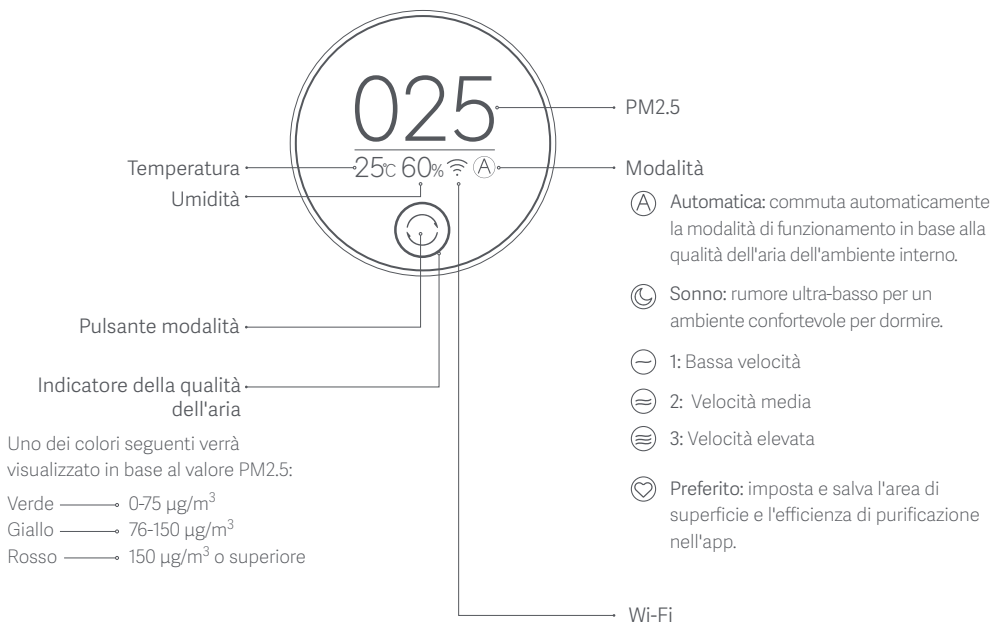 025
25℃ 60% A
PM2.5
Temperatura
Umidità
Modalità
A Automatica: commuta automaticamente
la modalità di funzionamento in base alla
qualità dell'aria dell'ambiente interno.
Sonno: rumore ultra-basso per un
ambiente confortevole per dormire.
1: Bassa velocità
2: Velocità media
3: Velocità elevata
Preferito: imposta e salva l'area di
superficie e l'efficienza di purificazione
nell'app.
Pulsante modalità
Indicatore della qualità
dell'aria
Uno dei colori seguenti verrà
visualizzato in base al valore PM2.5:
Verde 0-75 µg/m³
Giallo 76-150 µg/m³
Rosso 150 µg/m³ o superiore
Wi-Fi